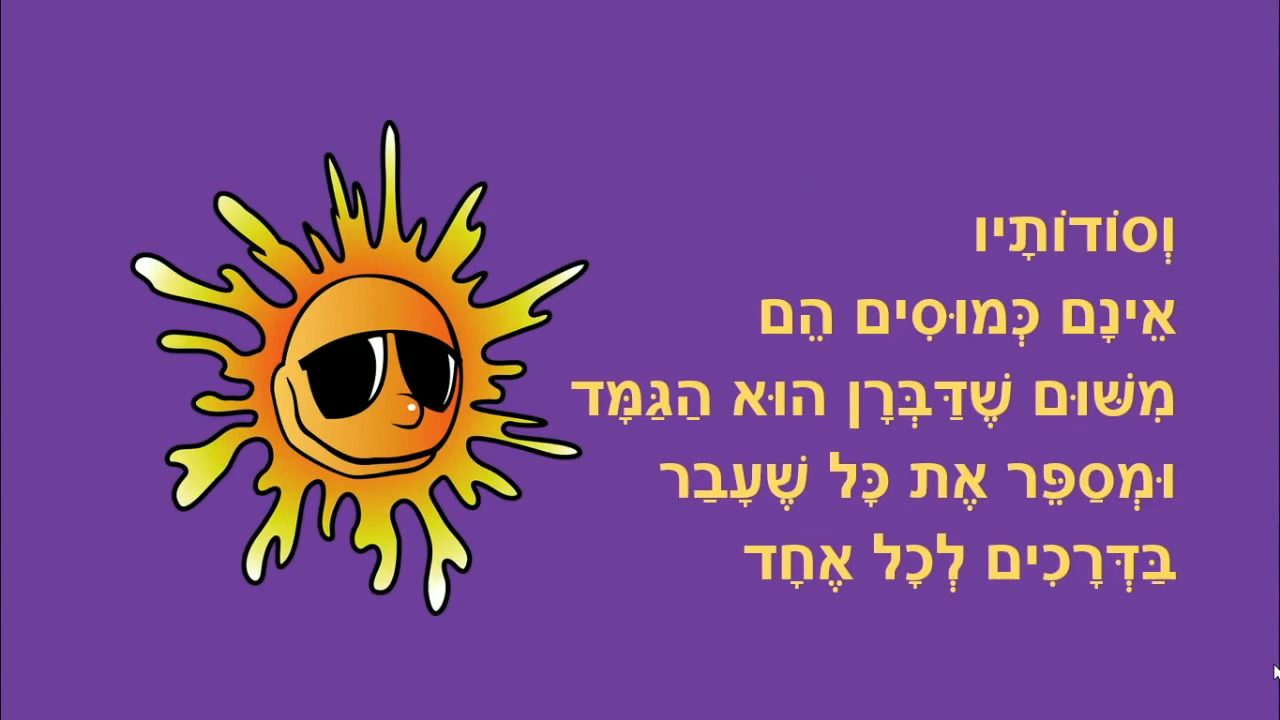 וְסוֹדוֹתָיו
אֵינָם כְּמוּסִים הֵם
מִשּׁוּם שֶׁדַּבְּרָן הוּא הַגַּמָּד
וּמְסַפֵּר אֶת כָּל שֶׁעָבַר
בַּדְּרָכִים לְכָל אֶחָד